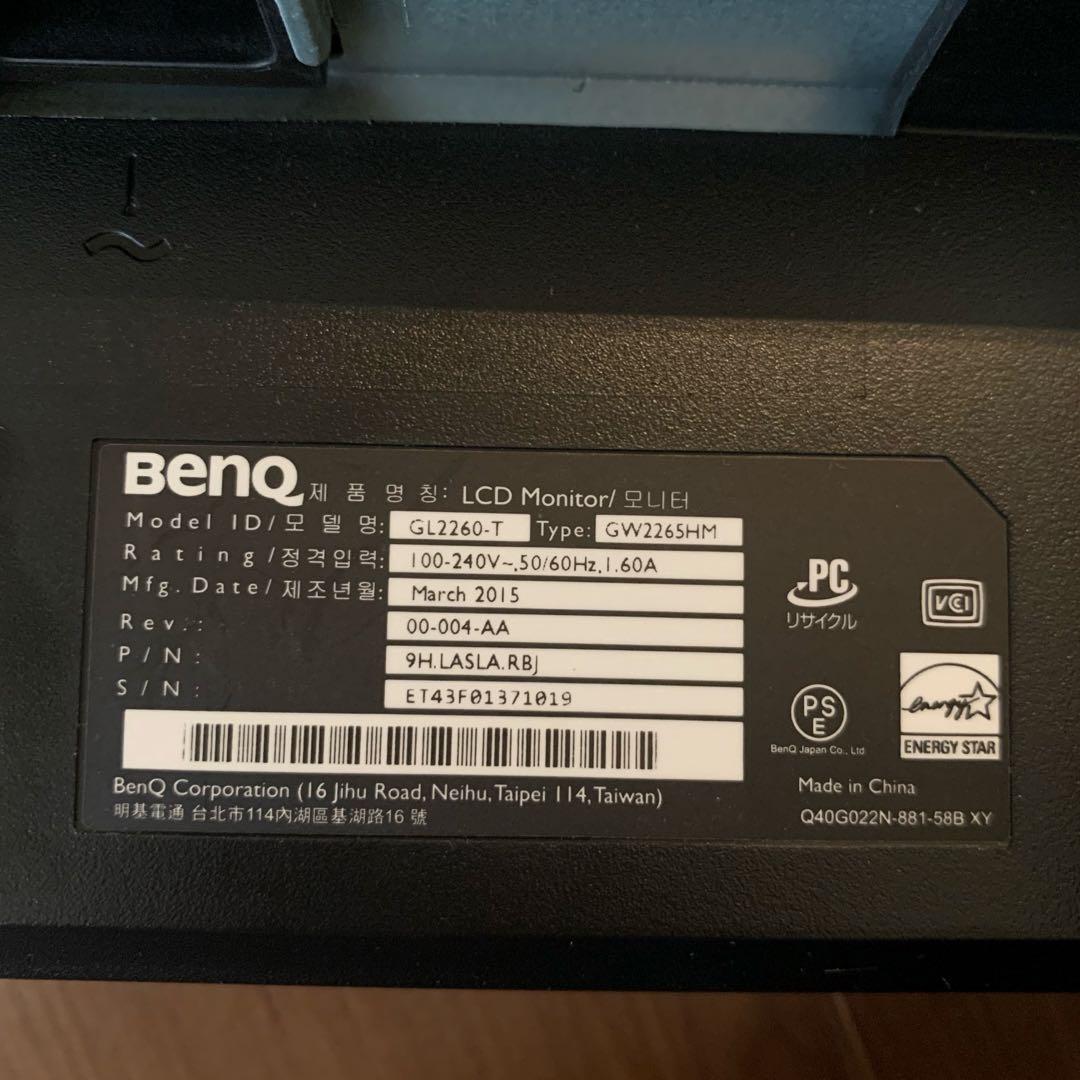 BenQ 제 품 명 칭: LCD Monitor/ 모니터
Model ID/모 델 명: GL2260-T Type: GW2265HM
Rating/정격입력: 100-240V~,50/60Hz,1.60A
Mfg. Date/ 제조년월: March 2015
Rev.: 00-004-AA
P/N: 9H.LASLA.RBJ
S/N: ET43F01371019
BenQ Corporation (16 Jihu Road, Neihu, Taipei 114, Taiwan)
明基電通 台北市114內湖區基湖路16 號
PC
リサイクル
VCI
PS
E
BenQ Japan Co., Ltd
energy
ENERGY STAR
Made in China
Q40G022N-881-58B XY